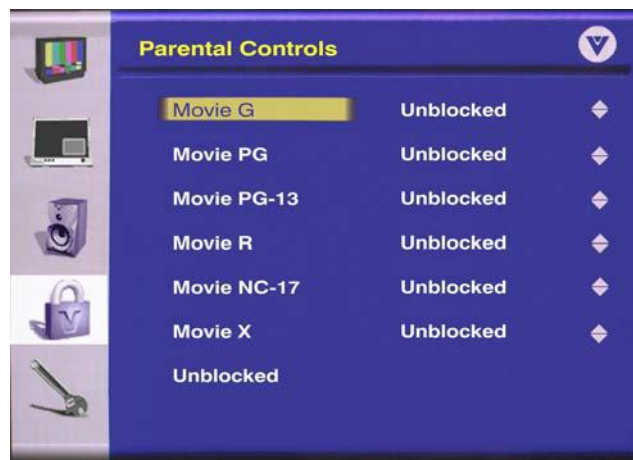 Parental Controls
Movie G Unblocked
Movie PG Unblocked
Movie PG-13 Unblocked
Movie R Unblocked
Movie NC-17 Unblocked
Movie X Unblocked
Unblocked